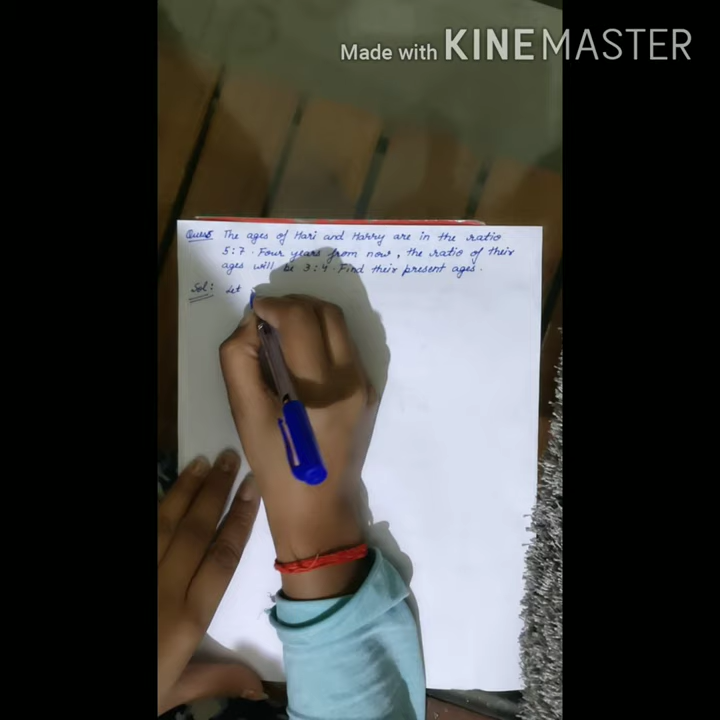 Made with KINEMASTER
Ques5 The ages of Hari and Harry are in the ratio
5:7. Four years from now, the ratio of their
ages will be 3:4. Find their present ages.
Sol: Let